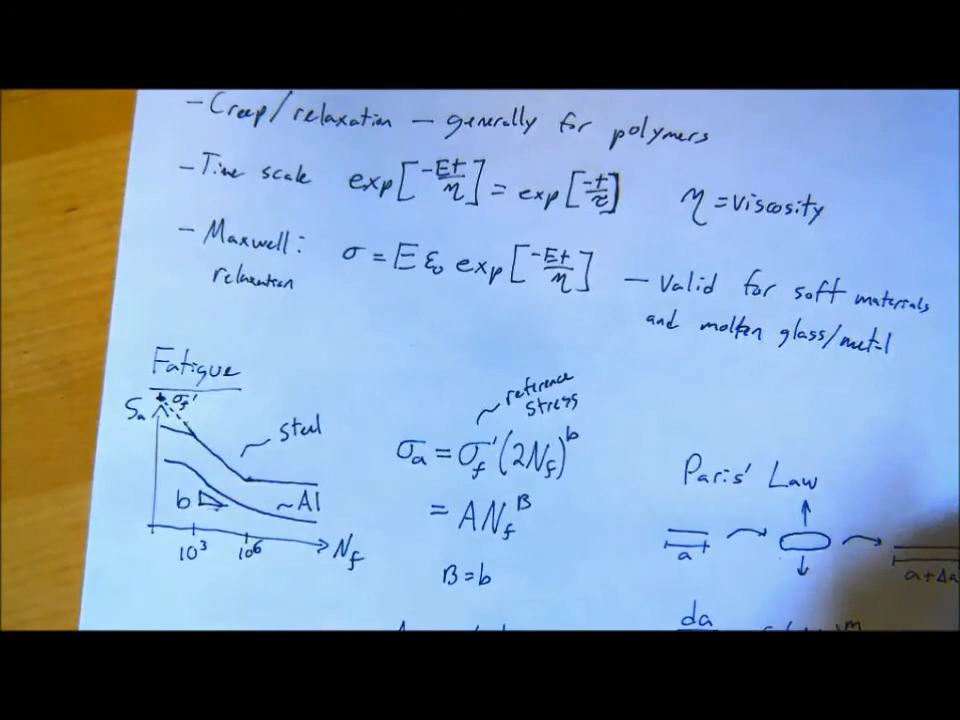 - Creep/relaxation - generally for polymers
- Time scale exp[-Et/η] = exp[-t/τ] η = viscosity
- Maxwell: σ = E ε₀ exp[-Et/η] - valid for soft materials
relaxation and molten glass/metal
Fatigue
Sₐ σf' steel
b ~Al
10³ 10⁶ Nf
reference
stress
σₐ = σf'(2Nf)^b
= ANf^B
B = b
Paris' Law
a a+Δa
da
m